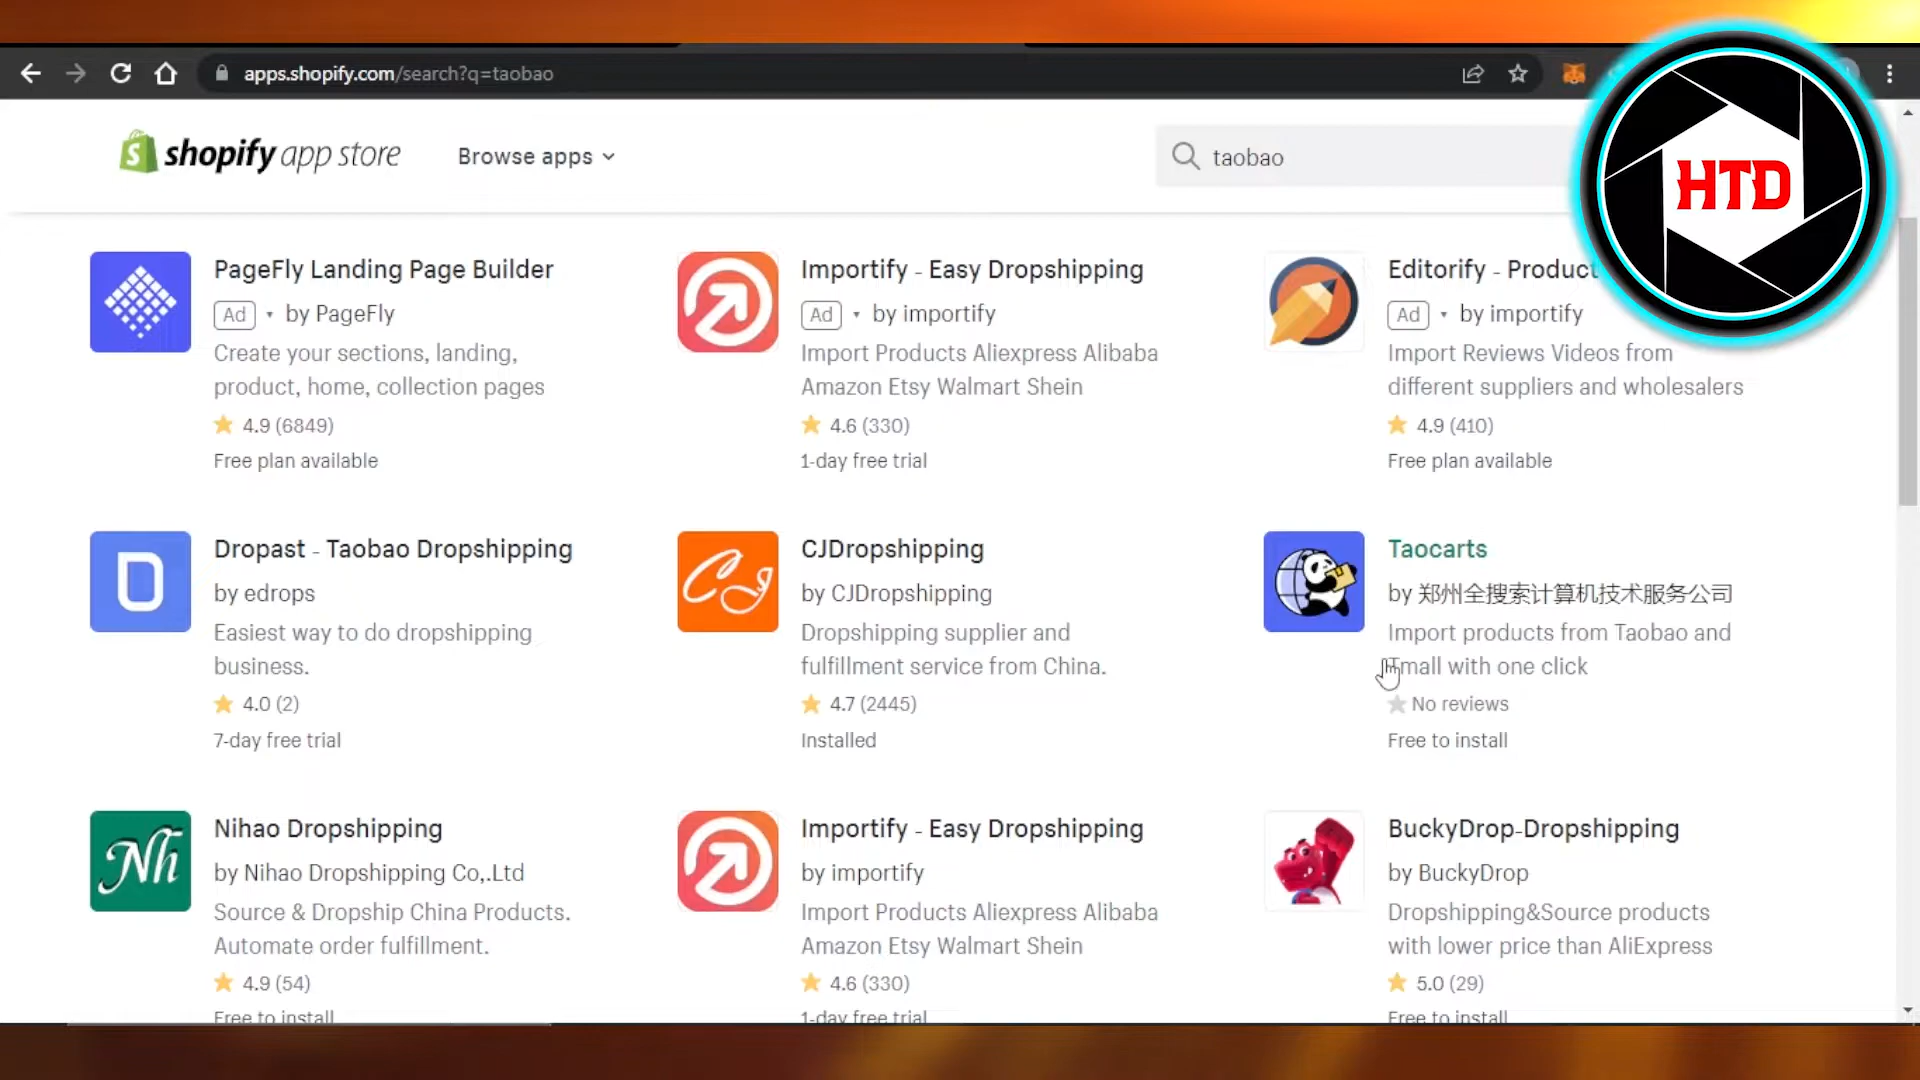 apps.shopify.com/search?q=taobao
shopify app store
Browse apps
taobao
HTD
PageFly Landing Page Builder
Ad • by PageFly
Create your sections, landing,
product, home, collection pages
4.9 (6849)
Free plan available
Importify - Easy Dropshipping
Ad • by importify
Import Products Aliexpress Alibaba
Amazon Etsy Walmart Shein
4.6 (330)
1-day free trial
Editorify - Product
Ad • by importify
Import Reviews Videos from
different suppliers and wholesalers
4.9 (410)
Free plan available
D
Dropast - Taobao Dropshipping
by edrops
Easiest way to do dropshipping
business.
4.0 (2)
7-day free trial
CJ
CJDropshipping
by CJDropshipping
Dropshipping supplier and
fulfillment service from China.
4.7 (2445)
Installed
Taocarts
by 郑州全搜索计算机技术服务公司
Import products from Taobao and
Tmall with one click
No reviews
Free to install
Nh
Nihao Dropshipping
by Nihao Dropshipping Co,.Ltd
Source & Dropship China Products.
Automate order fulfillment.
4.9 (54)
Free to install
Importify - Easy Dropshipping
by importify
Import Products Aliexpress Alibaba
Amazon Etsy Walmart Shein
4.6 (330)
1-day free trial
BuckyDrop-Dropshipping
by BuckyDrop
Dropshipping&Source products
with lower price than AliExpress
5.0 (29)
Free to install